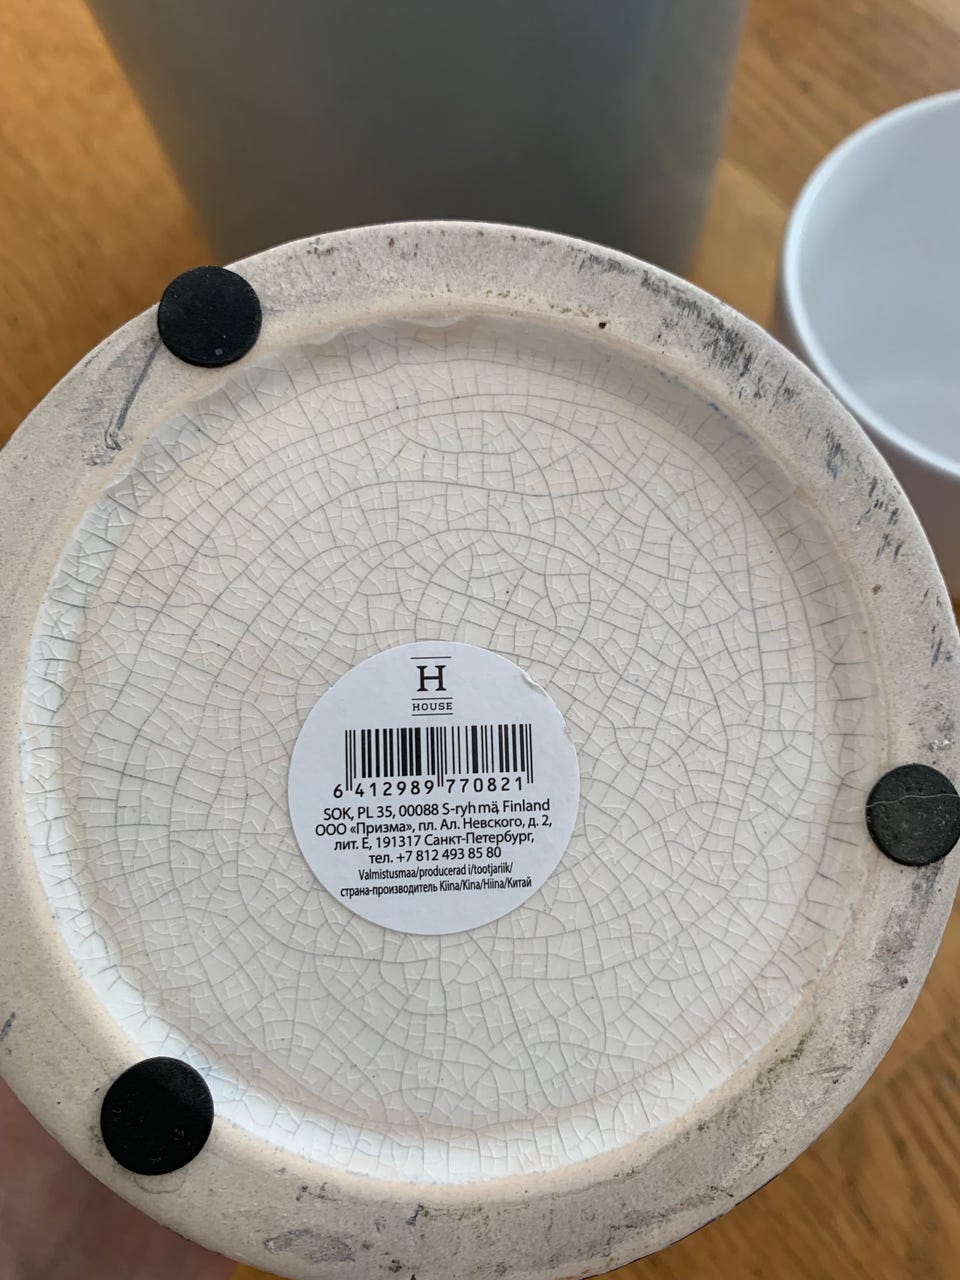 H
HOUSE
6 412989 770821
SOK, PL 35, 00088 S-ryhmä, Finland
ООО «Призма», пл. Ал. Невского, д. 2,
лит. Е, 191317 Санкт-Петербург,
тел. +7 812 493 85 80
Valmistusmaa/producerad i/tootjariik/
страна-производитель Kiina/Kina/Hiina/Китай